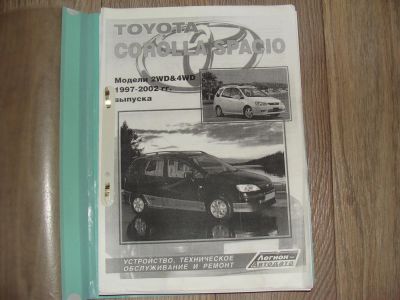 TOYOTA
COROLLA SPACIO
Модели 2WD&4WD
1997-2002 гг.
выпуска
УСТРОЙСТВО, ТЕХНИЧЕСКОЕ
ОБСЛУЖИВАНИЕ И РЕМОНТ
Легион-
Автодата